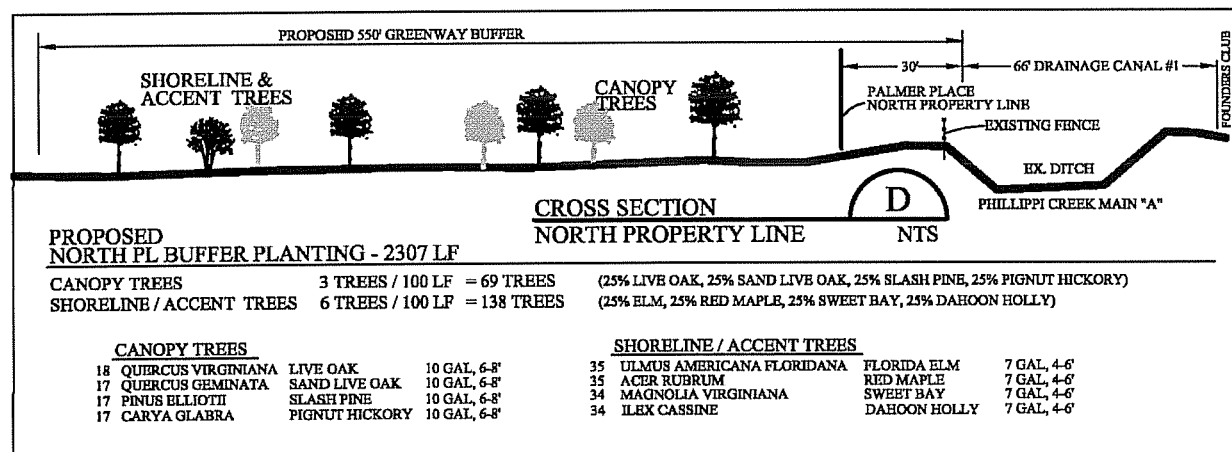 PROPOSED 550' GREENWAY BUFFER
30'
66' DRAINAGE CANAL #1
FOUNDERS CLUB
SHORELINE &
ACCENT TREES
CANOPY
TREES
PALMER PLACE
NORTH PROPERTY LINE
EXISTING FENCE
EX. DITCH
PHILLIPPI CREEK MAIN "A"
CROSS SECTION
D
NORTH PROPERTY LINE NTS
PROPOSED
NORTH PL BUFFER PLANTING - 2307 LF
CANOPY TREES 3 TREES / 100 LF = 69 TREES (25% LIVE OAK, 25% SAND LIVE OAK, 25% SLASH PINE, 25% PIGNUT HICKORY)
SHORELINE / ACCENT TREES 6 TREES / 100 LF = 138 TREES (25% ELM, 25% RED MAPLE, 25% SWEET BAY, 25% DAHOON HOLLY)
CANOPY TREES
18 QUERCUS VIRGINIANA LIVE OAK 10 GAL, 6-8'
17 QUERCUS GEMINATA SAND LIVE OAK 10 GAL, 6-8'
17 PINUS ELLIOTII SLASH PINE 10 GAL, 6-8'
17 CARYA GLABRA PIGNUT HICKORY 10 GAL, 6-8'
SHORELINE / ACCENT TREES
35 ULMUS AMERICANA FLORIDANA FLORIDA ELM 7 GAL, 4-6'
35 ACER RUBRUM RED MAPLE 7 GAL, 4-6'
34 MAGNOLIA VIRGINIANA SWEET BAY 7 GAL, 4-6'
34 ILEX CASSINE DAHOON HOLLY 7 GAL, 4-6'